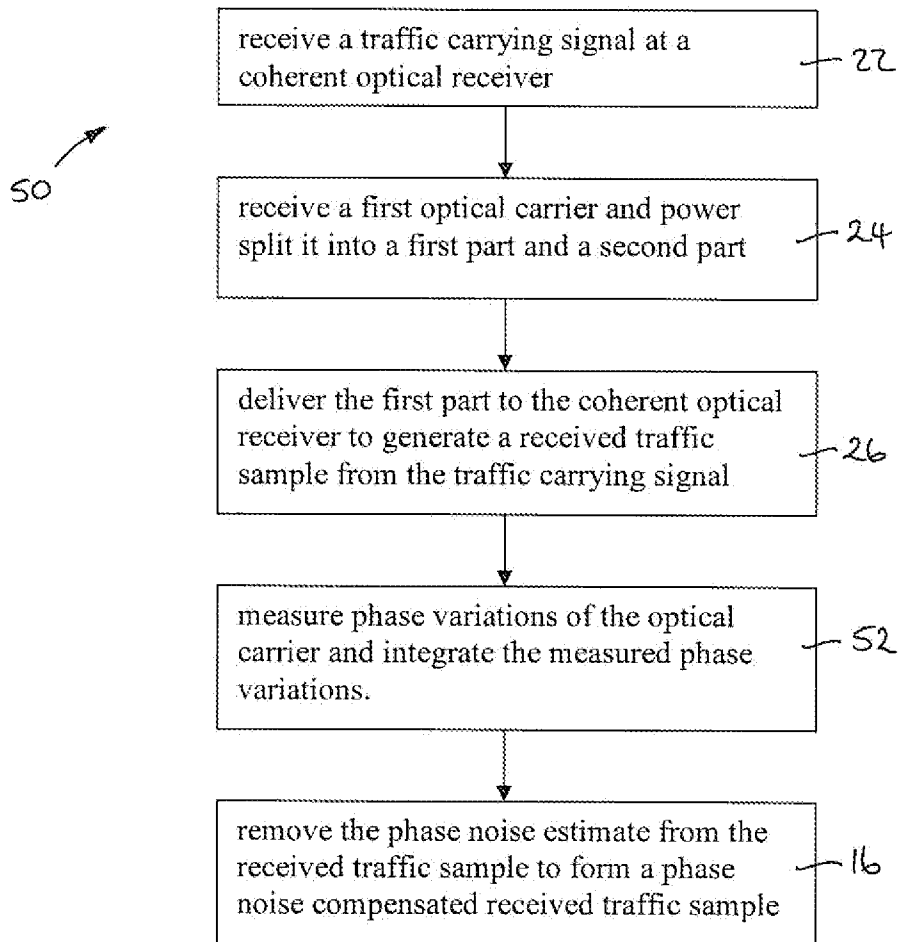 receive a traffic carrying signal at a
coherent optical receiver
22
50
receive a first optical carrier and power
split it into a first part and a second part
24
deliver the first part to the coherent optical
receiver to generate a received traffic
sample from the traffic carrying signal
26
measure phase variations of the optical
carrier and integrate the measured phase
variations.
52
remove the phase noise estimate from the
received traffic sample to form a phase
noise compensated received traffic sample
16